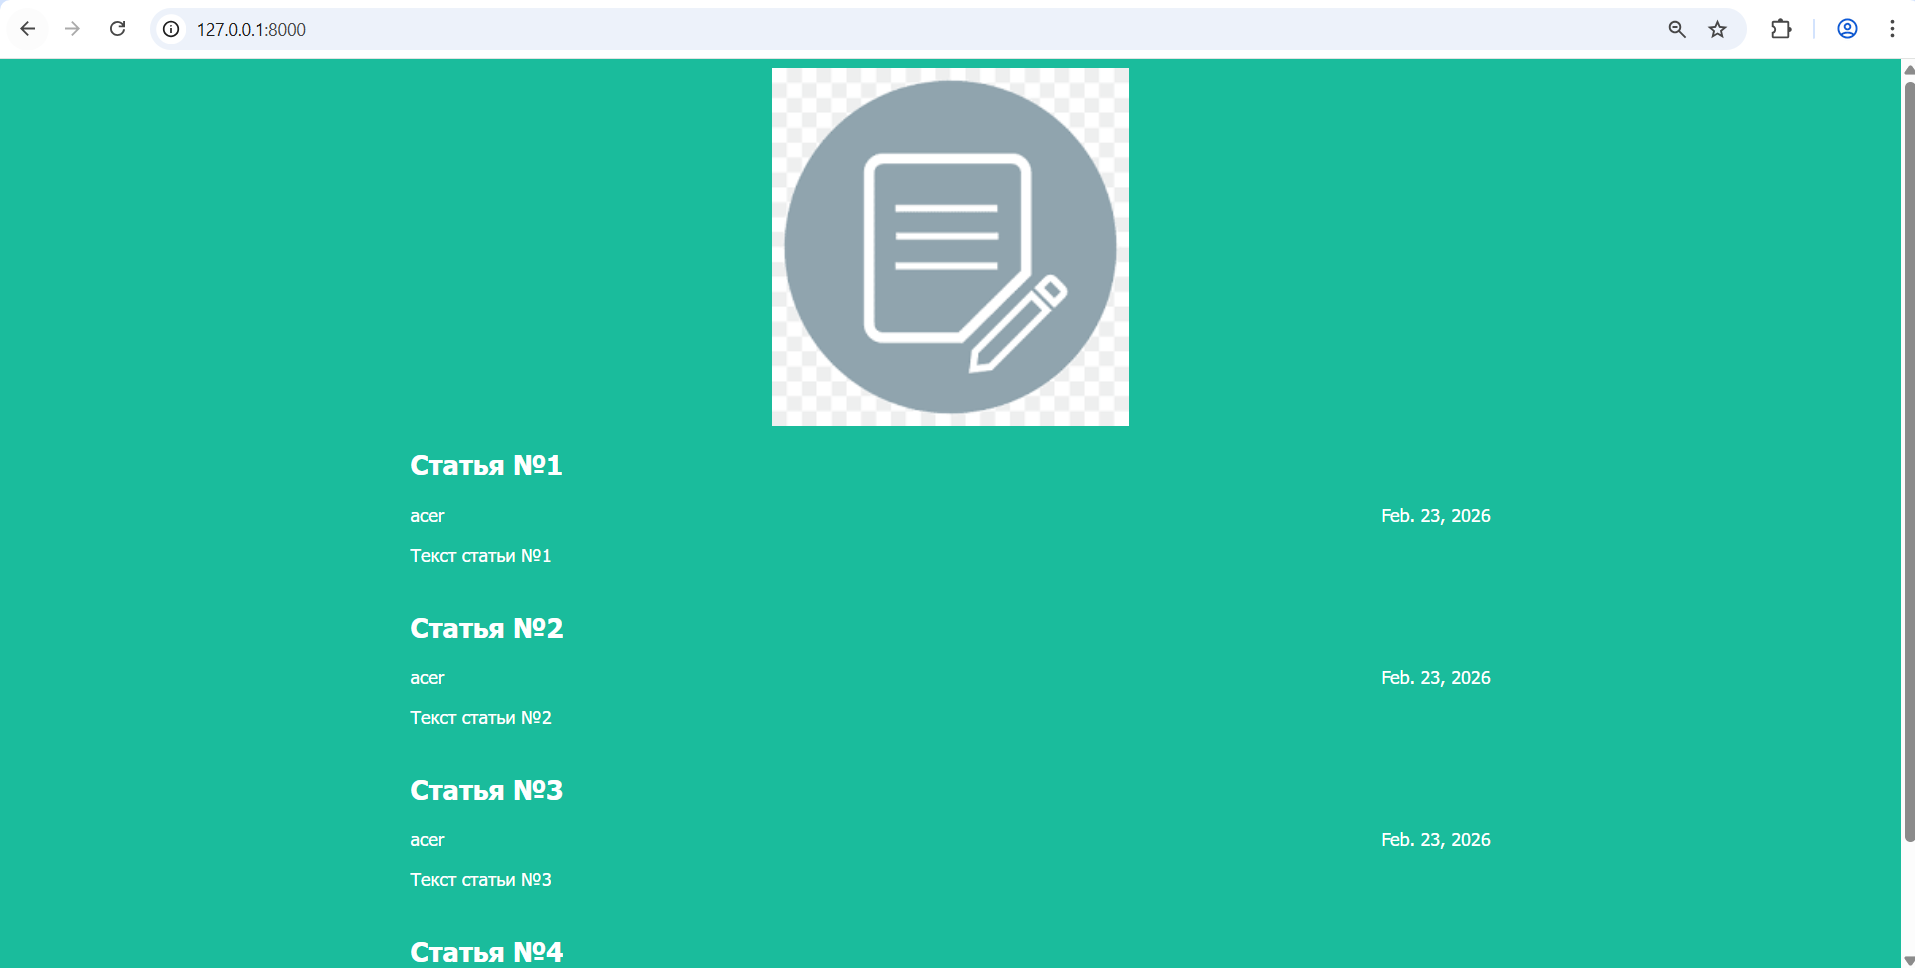 127.0.0.1:8000
Статья №1
acer Feb. 23, 2026
Текст статьи №1
Статья №2
acer Feb. 23, 2026
Текст статьи №2
Статья №3
acer Feb. 23, 2026
Текст статьи №3
Статья №4